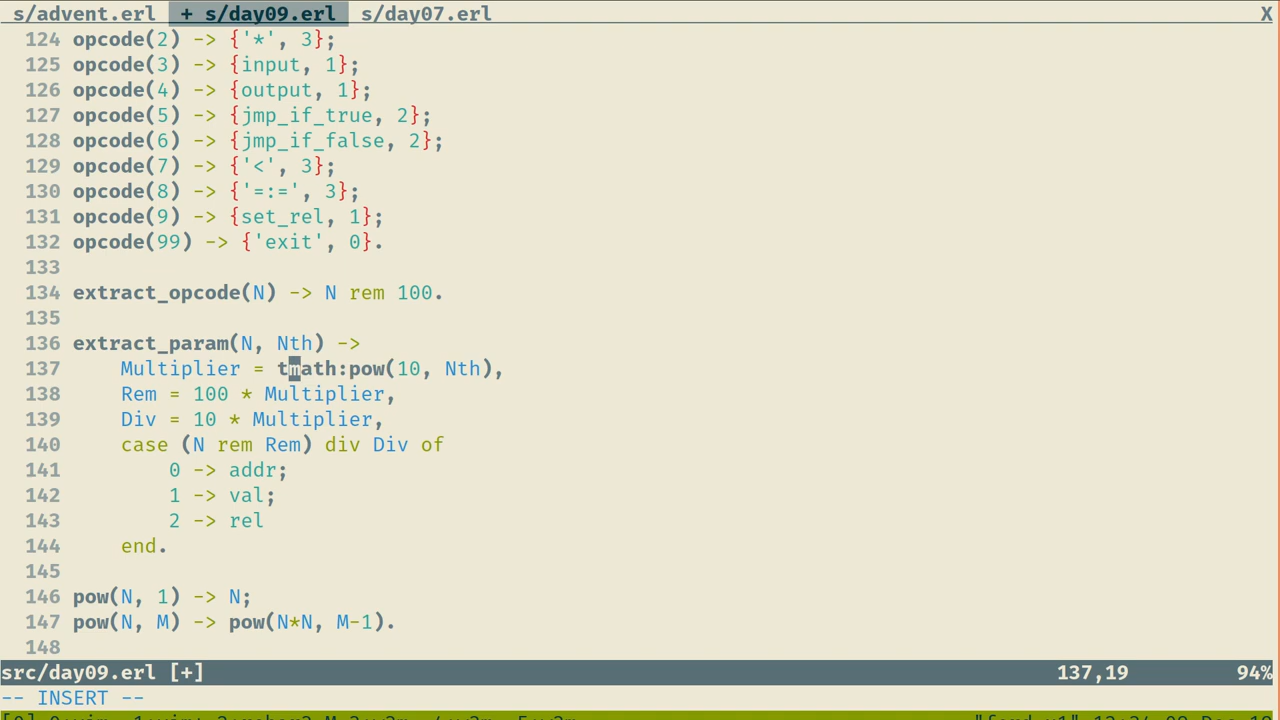 s/advent.erl + s/day09.erl s/day07.erl X
124 opcode(2) -> {'*', 3};
125 opcode(3) -> {input, 1};
126 opcode(4) -> {output, 1};
127 opcode(5) -> {jmp_if_true, 2};
128 opcode(6) -> {jmp_if_false, 2};
129 opcode(7) -> {'<', 3};
130 opcode(8) -> {'=:=', 3};
131 opcode(9) -> {set_rel, 1};
132 opcode(99) -> {'exit', 0}.
133
134 extract_opcode(N) -> N rem 100.
135
136 extract_param(N, Nth) ->
137     Multiplier = tmath:pow(10, Nth),
138     Rem = 100 * Multiplier,
139     Div = 10 * Multiplier,
140     case (N rem Rem) div Div of
141         0 -> addr;
142         1 -> val;
143         2 -> rel
144     end.
145
146 pow(N, 1) -> N;
147 pow(N, M) -> pow(N*N, M-1).
148
src/day09.erl [+] 137,19 94%
-- INSERT --